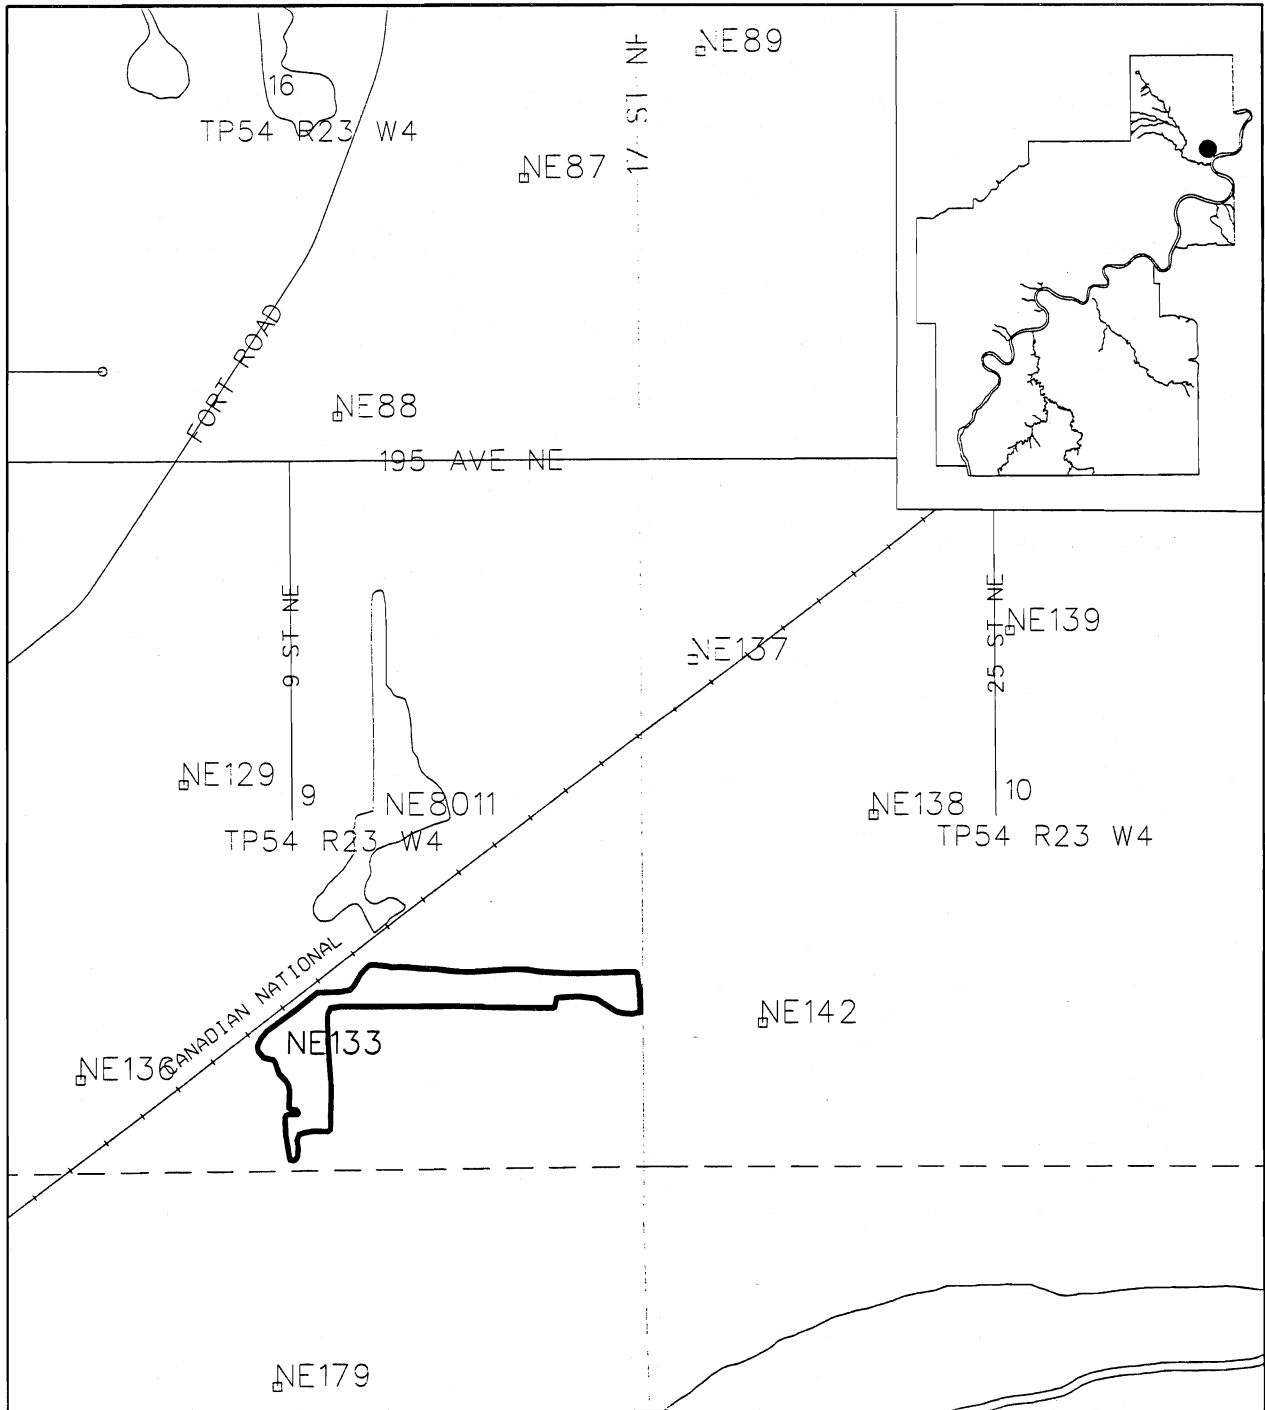 NE89
17 ST NE
16
TP54 R23 W4
NE87
FORT ROAD
NE88
195 AVE NE
9 ST NE
25 ST NE
NE139
NE137
NE129
9
NE8011
TP54 R23 W4
NE138
10
TP54 R23 W4
CANADIAN NATIONAL
NE142
NE133
NE136
NE179